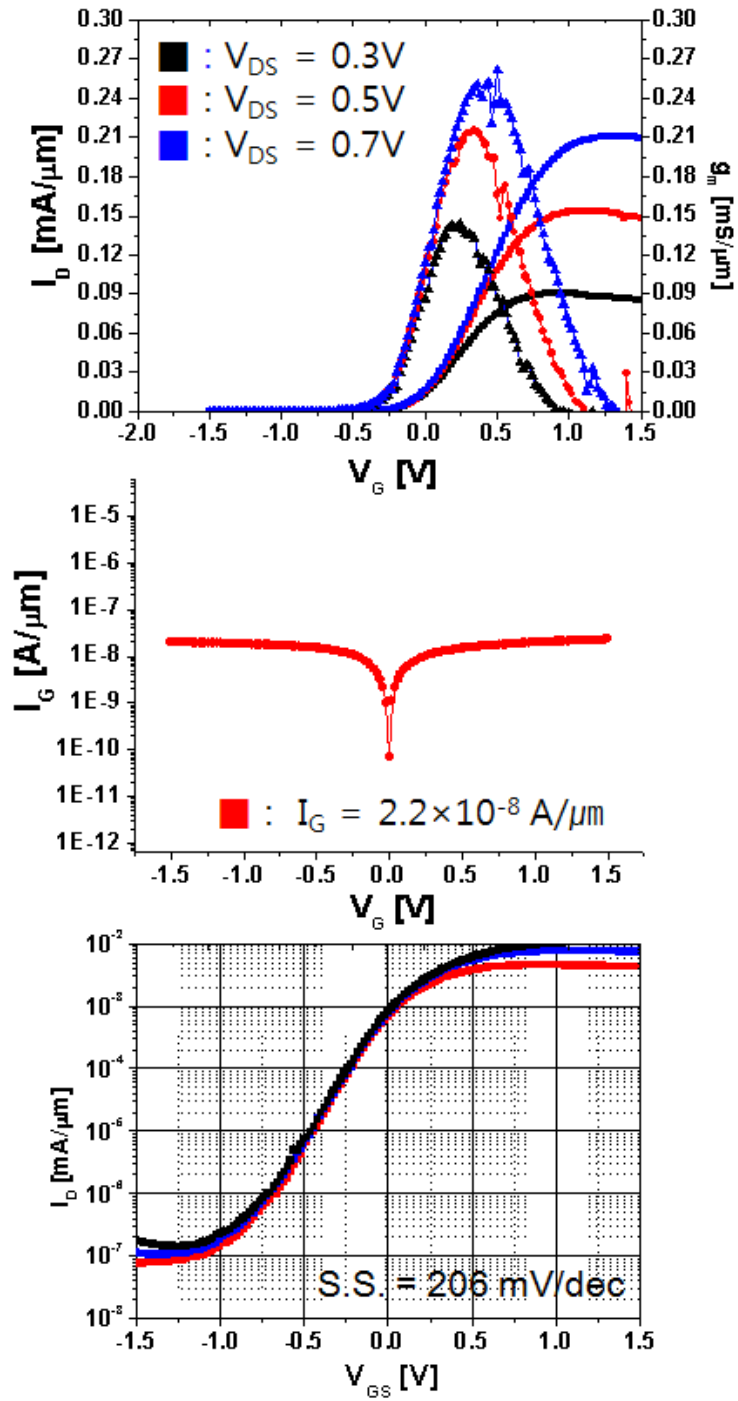 0.30
0.27
0.24
0.21
0.18
0.15
0.12
0.09
0.06
0.03
0.00
I_D [mA/μm]
: V_DS = 0.3V
: V_DS = 0.5V
: V_DS = 0.7V
0.30
0.27
0.24
0.21
0.18
0.15
0.12
0.09
0.06
0.03
0.00
g_m [mS/μm]
-2.0 -1.5 -1.0 -0.5 0.0 0.5 1.0 1.5
V_G [V]
1E-5
1E-6
1E-7
1E-8
1E-9
1E-10
1E-11
1E-12
I_G [A/μm]
: I_G = 2.2×10⁻⁸ A/μm
-1.5 -1.0 -0.5 0.0 0.5 1.0 1.5
V_G [V]
10⁻²
10⁻³
10⁻⁴
10⁻⁵
10⁻⁶
10⁻⁷
10⁻⁸
I_D [mA/μm]
S.S. = 206 mV/dec
-1.5 -1.0 -0.5 0.0 0.5 1.0 1.5
V_GS [V]